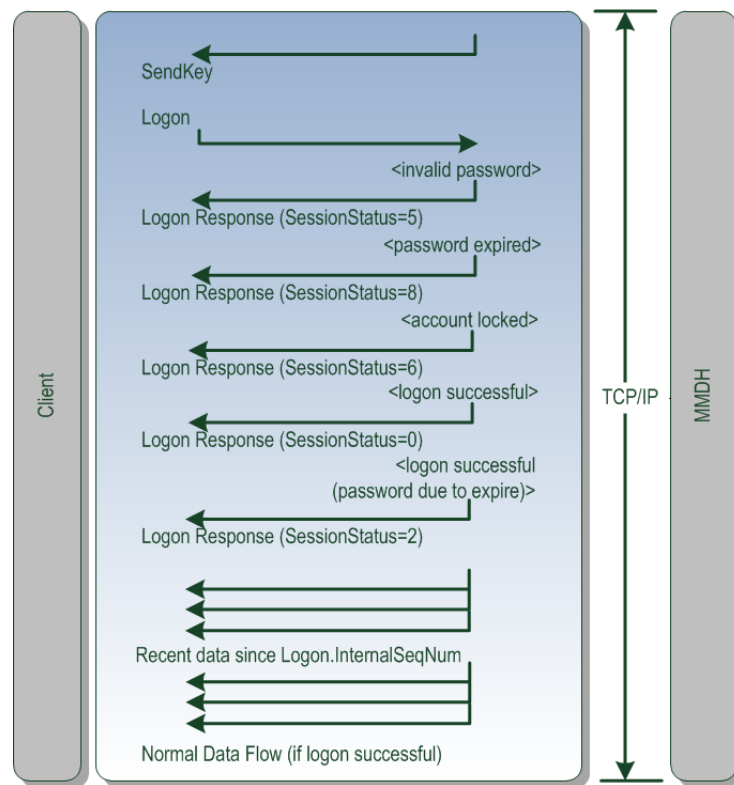 SendKey
Logon
<invalid password>
Logon Response (SessionStatus=5)
<password expired>
Logon Response (SessionStatus=8)
<account locked>
Logon Response (SessionStatus=6)
<logon successful>
Logon Response (SessionStatus=0)
<logon successful
(password due to expire)>
Logon Response (SessionStatus=2)
Recent data since Logon.InternalSeqNum
Normal Data Flow (if logon successful)
Client
TCP/IP
MMDH